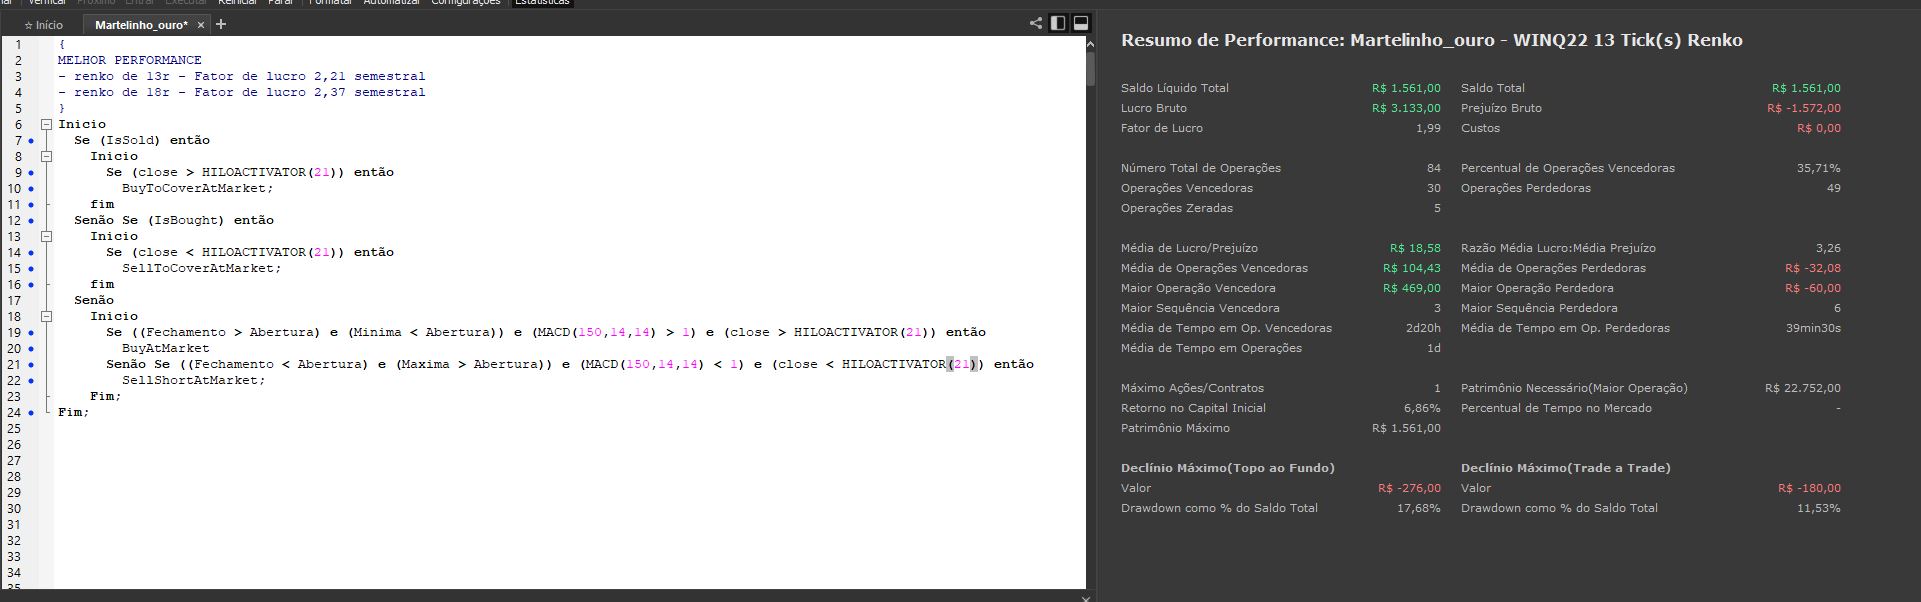 Verificar Próximo Entrar Executar Reiniciar Parar Formatar Automatizar Configurações Estatísticas
☆ Início Martelinho_ouro* × +
1 {
2 MELHOR PERFORMANCE
3 - renko de 13r - Fator de lucro 2,21 semestral
4 - renko de 18r - Fator de lucro 2,37 semestral
5 }
6 Inicio
7 Se (IsSold) então
8 Inicio
9 Se (close > HILOACTIVATOR(21)) então
10 BuyToCoverAtMarket;
11 fim
12 Senão Se (IsBought) então
13 Inicio
14 Se (close < HILOACTIVATOR(21)) então
15 SellToCoverAtMarket;
16 fim
17 Senão
18 Inicio
19 Se ((Fechamento > Abertura) e (Minima < Abertura)) e (MACD(150,14,14) > 1) e (close > HILOACTIVATOR(21)) então
20 BuyAtMarket
21 Senão Se ((Fechamento < Abertura) e (Maxima > Abertura)) e (MACD(150,14,14) < 1) e (close < HILOACTIVATOR(21)) então
22 SellShortAtMarket;
23 Fim;
24 Fim;
25
26
27
28
29
30
31
32
33
34
35
Resumo de Performance: Martelinho_ouro - WINQ22 13 Tick(s) Renko
Saldo Líquido Total R$ 1.561,00 Saldo Total R$ 1.561,00
Lucro Bruto R$ 3.133,00 Prejuízo Bruto R$ -1.572,00
Fator de Lucro 1,99 Custos R$ 0,00
Número Total de Operações 84 Percentual de Operações Vencedoras 35,71%
Operações Vencedoras 30 Operações Perdedoras 49
Operações Zeradas 5
Média de Lucro/Prejuízo R$ 18,58 Razão Média Lucro:Média Prejuízo 3,26
Média de Operações Vencedoras R$ 104,43 Média de Operações Perdedoras R$ -32,08
Maior Operação Vencedora R$ 469,00 Maior Operação Perdedora R$ -60,00
Maior Sequência Vencedora 3 Maior Sequência Perdedora 6
Média de Tempo em Op. Vencedoras 2d20h Média de Tempo em Op. Perdedoras 39min30s
Média de Tempo em Operações 1d
Máximo Ações/Contratos 1 Patrimônio Necessário(Maior Operação) R$ 22.752,00
Retorno no Capital Inicial 6,86% Percentual de Tempo no Mercado -
Patrimônio Máximo R$ 1.561,00
Declínio Máximo(Topo ao Fundo) Declínio Máximo(Trade a Trade)
Valor R$ -276,00 Valor R$ -180,00
Drawdown como % do Saldo Total 17,68% Drawdown como % do Saldo Total 11,53%